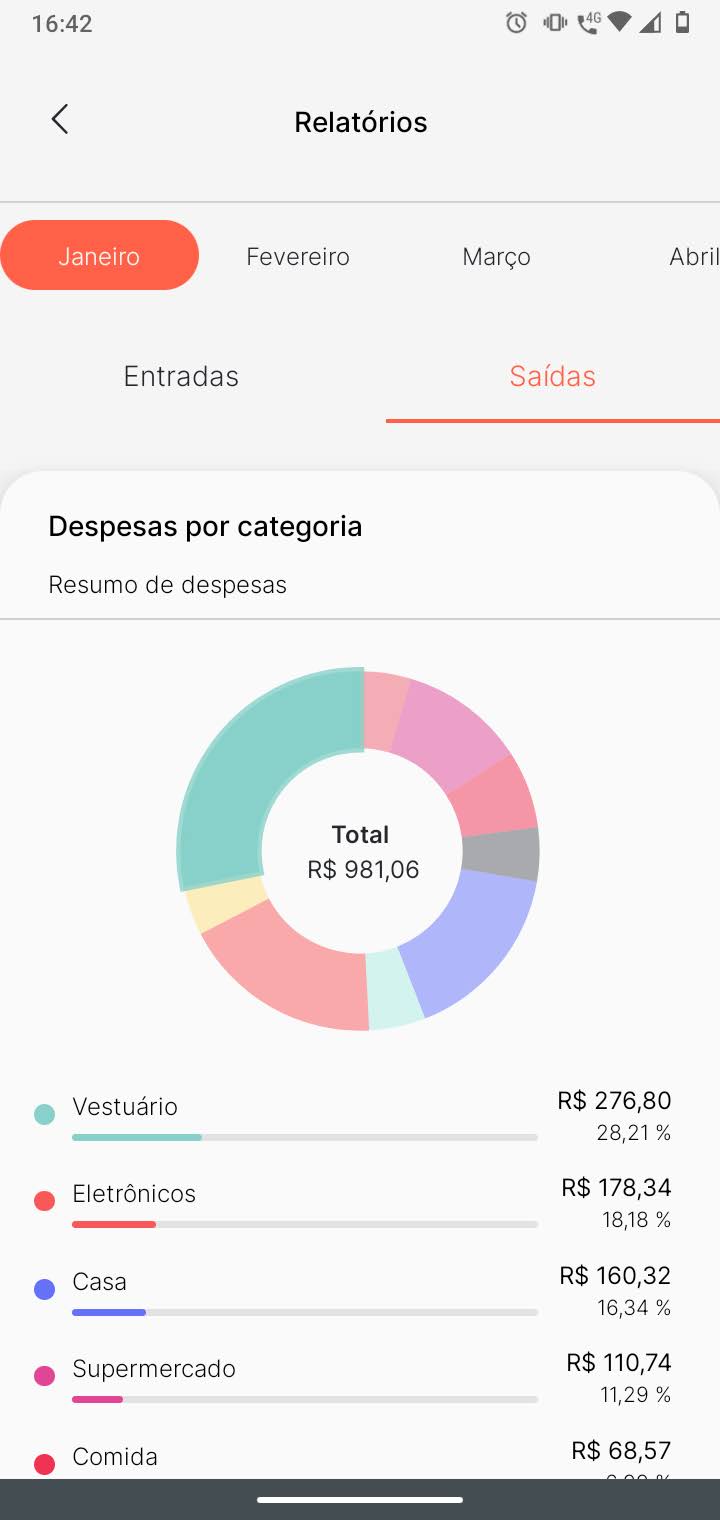 16:42
4G
Relatórios
Janeiro Fevereiro Março Abril
Entradas Saídas
Despesas por categoria
Resumo de despesas
Total
R$ 981,06
Vestuário R$ 276,80
28,21 %
Eletrônicos R$ 178,34
18,18 %
Casa R$ 160,32
16,34 %
Supermercado R$ 110,74
11,29 %
Comida R$ 68,57